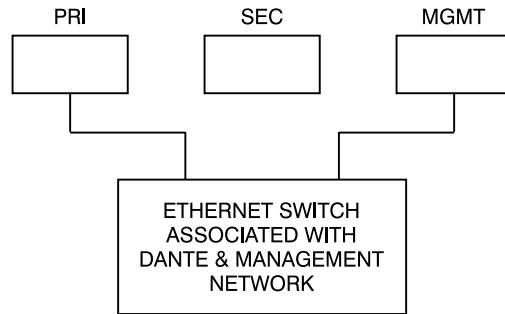 PRI
SEC
MGMT
ETHERNET SWITCH
ASSOCIATED WITH
DANTE & MANAGEMENT
NETWORK